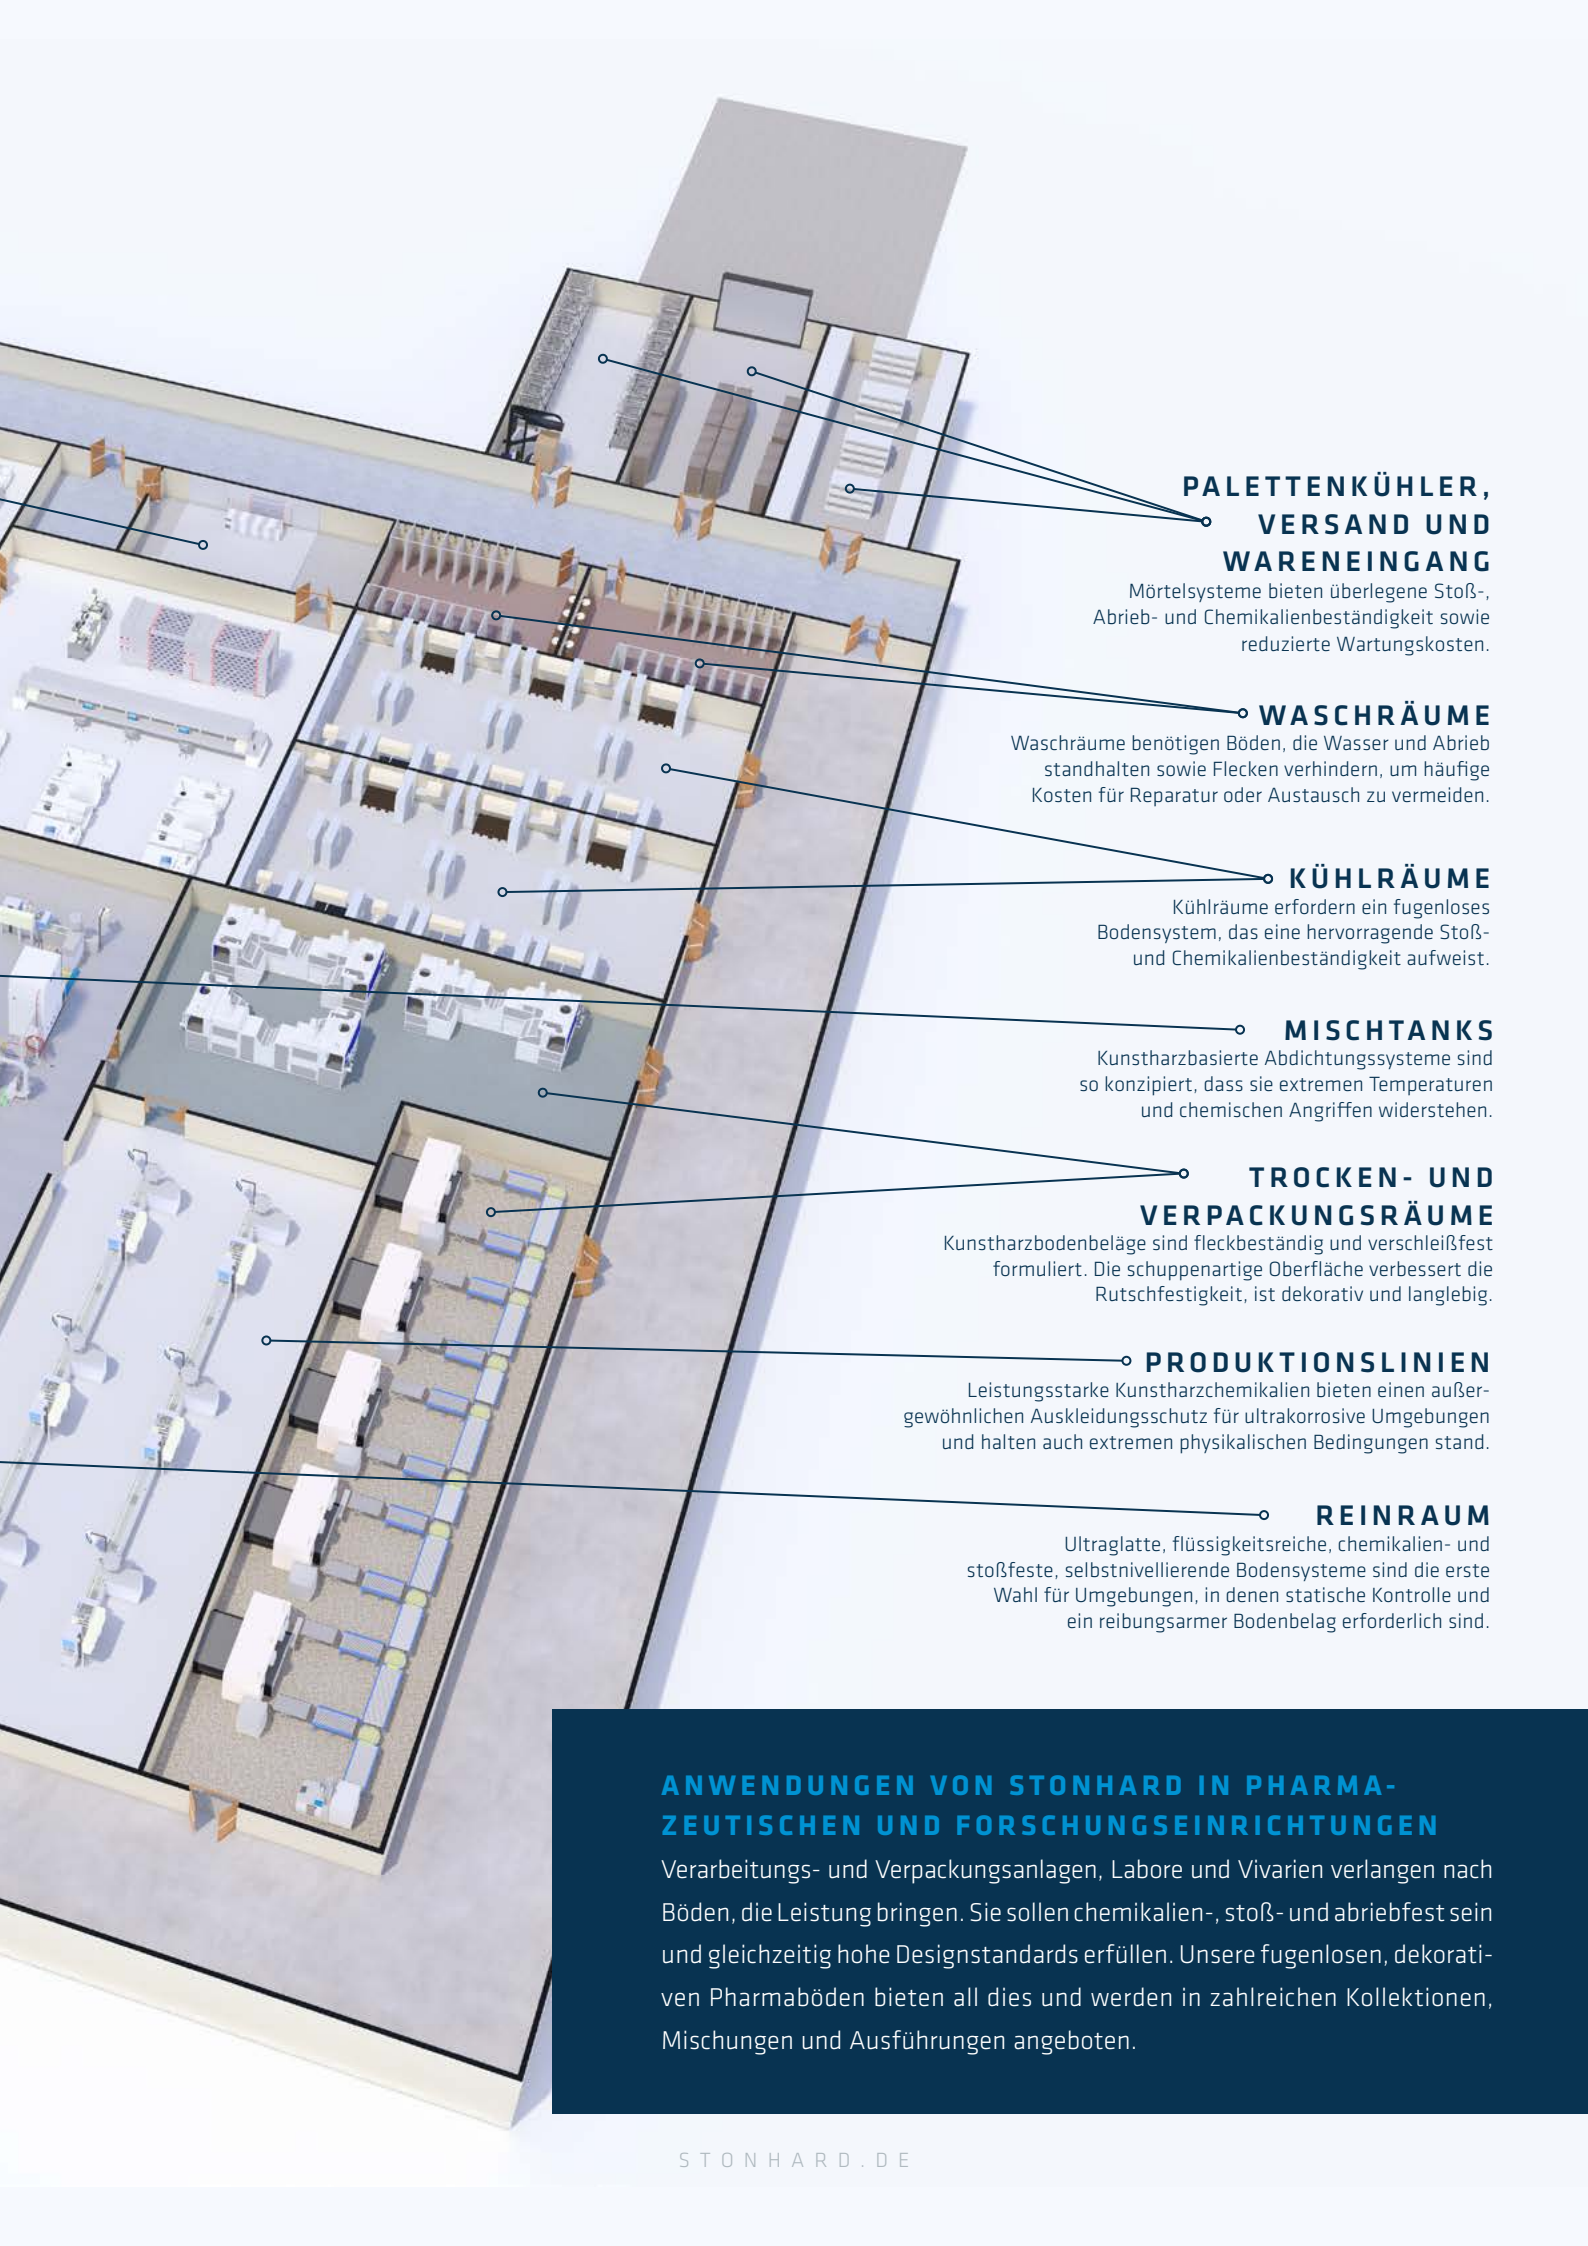 PALETTENKÜHLER,
VERSAND UND
WARENEINGANG
Mörtelsysteme bieten überlegene Stoß-,
Abrieb- und Chemikalienbeständigkeit sowie
reduzierte Wartungskosten.
WASCHRÄUME
Waschräume benötigen Böden, die Wasser und Abrieb
standhalten sowie Flecken verhindern, um häufige
Kosten für Reparatur oder Austausch zu vermeiden.
KÜHLRÄUME
Kühlräume erfordern ein fugenloses
Bodensystem, das eine hervorragende Stoß-
und Chemikalienbeständigkeit aufweist.
MISCHTANKS
Kunstharzbasierte Abdichtungssysteme sind
so konzipiert, dass sie extremen Temperaturen
und chemischen Angriffen widerstehen.
TROCKEN- UND
VERPACKUNGSRÄUME
Kunstharzbodenbeläge sind fleckbeständig und verschleißfest
formuliert. Die schuppenartige Oberfläche verbessert die
Rutschfestigkeit, ist dekorativ und langlebig.
PRODUKTIONSLINIEN
Leistungsstarke Kunstharzchemikalien bieten einen außer-
gewöhnlichen Auskleidungsschutz für ultrakorrosive Umgebungen
und halten auch extremen physikalischen Bedingungen stand.
REINRAUM
Ultraglatte, flüssigkeitsreiche, chemikalien- und
stoßfeste, selbstnivellierende Bodensysteme sind die erste
Wahl für Umgebungen, in denen statische Kontrolle und
ein reibungsarmer Bodenbelag erforderlich sind.
ANWENDUNGEN VON STONHARD IN PHARMA-
ZEUTISCHEN UND FORSCHUNGSEINRICHTUNGEN
Verarbeitungs- und Verpackungsanlagen, Labore und Vivarien verlangen nach
Böden, die Leistung bringen. Sie sollen chemikalien-, stoß- und abriebfest sein
und gleichzeitig hohe Designstandards erfüllen. Unsere fugenlosen, dekorati-
ven Pharmaböden bieten all dies und werden in zahlreichen Kollektionen,
Mischungen und Ausführungen angeboten.
STONHARD.DE